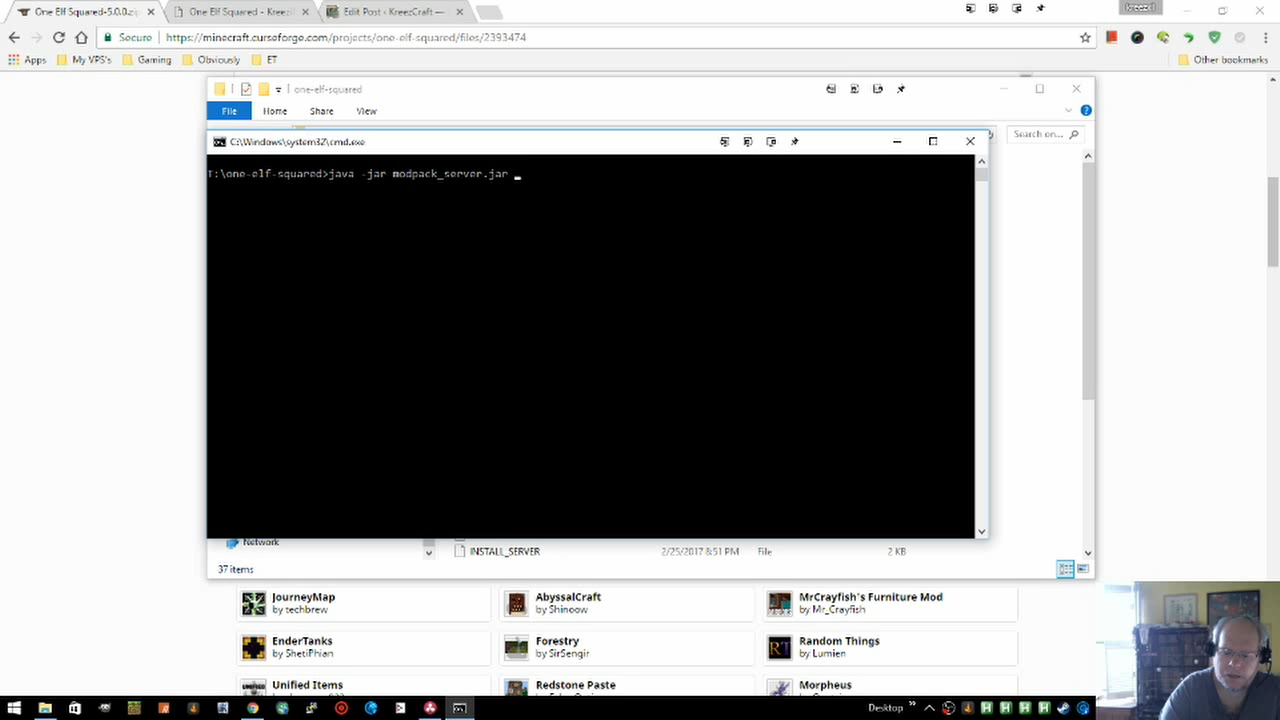 One Elf Squared-5.0.0.zip
One Elf Squared - Kreezi
Edit Post ‹ KreezCraft —
kreezxil
Secure
https://minecraft.curseforge.com/projects/one-elf-squared/files/2393474
Apps
My VPS's
Gaming
Obviously
ET
Other bookmarks
one-elf-squared
File
Home
Share
View
Search on...
C:\Windows\system32\cmd.exe
T:\one-elf-squared>java -jar modpack_server.jar
Network
INSTALL_SERVER
2/25/2017 8:51 PM
File
2 KB
37 items
JourneyMap
by techbrew
AbyssalCraft
by Shinoow
MrCrayfish's Furniture Mod
by Mr_Crayfish
EnderTanks
by ShetiPhian
Forestry
by SirSengir
Random Things
by Lumien
Unified Items
Redstone Paste
Morpheus
Desktop